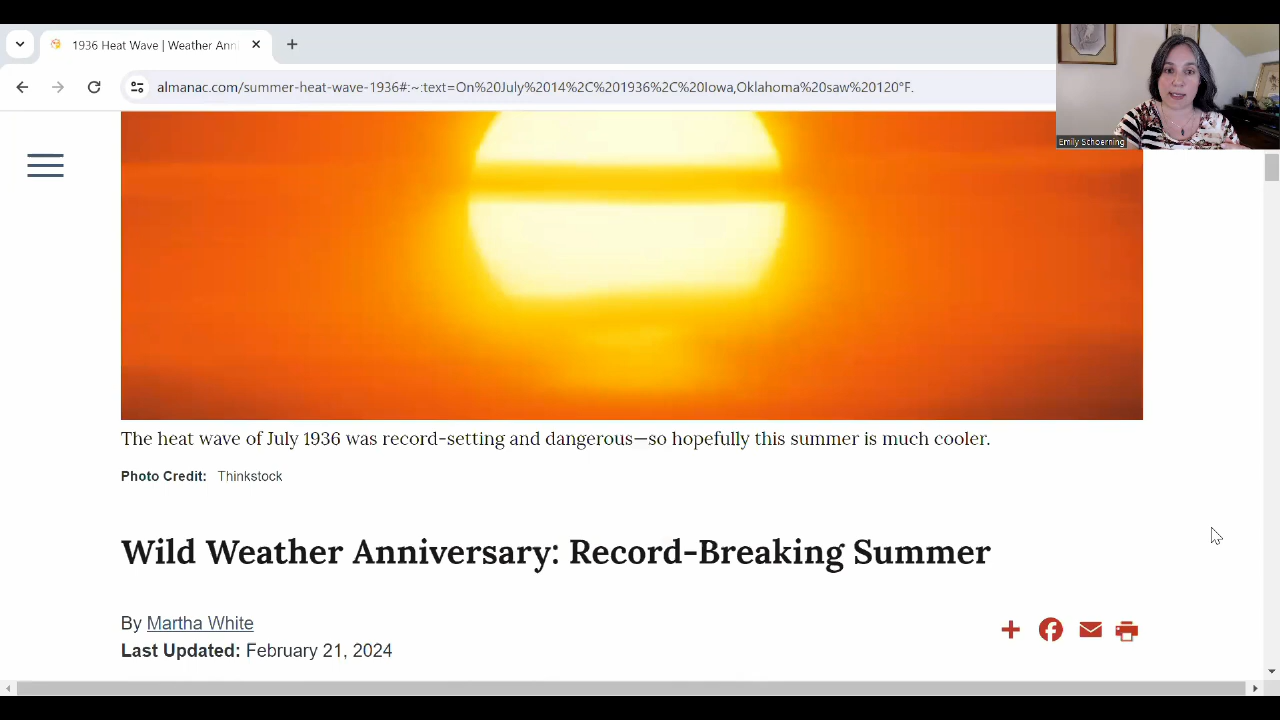 1936 Heat Wave | Weather Anni
almanac.com/summer-heat-wave-1936#:~:text=On%20July%2014%2C%201936%2C%20Iowa,Oklahoma%20saw%20120°F.
Emily Schoerning
The heat wave of July 1936 was record-setting and dangerous—so hopefully this summer is much cooler.
Photo Credit: Thinkstock
Wild Weather Anniversary: Record-Breaking Summer
By Martha White
Last Updated: February 21, 2024